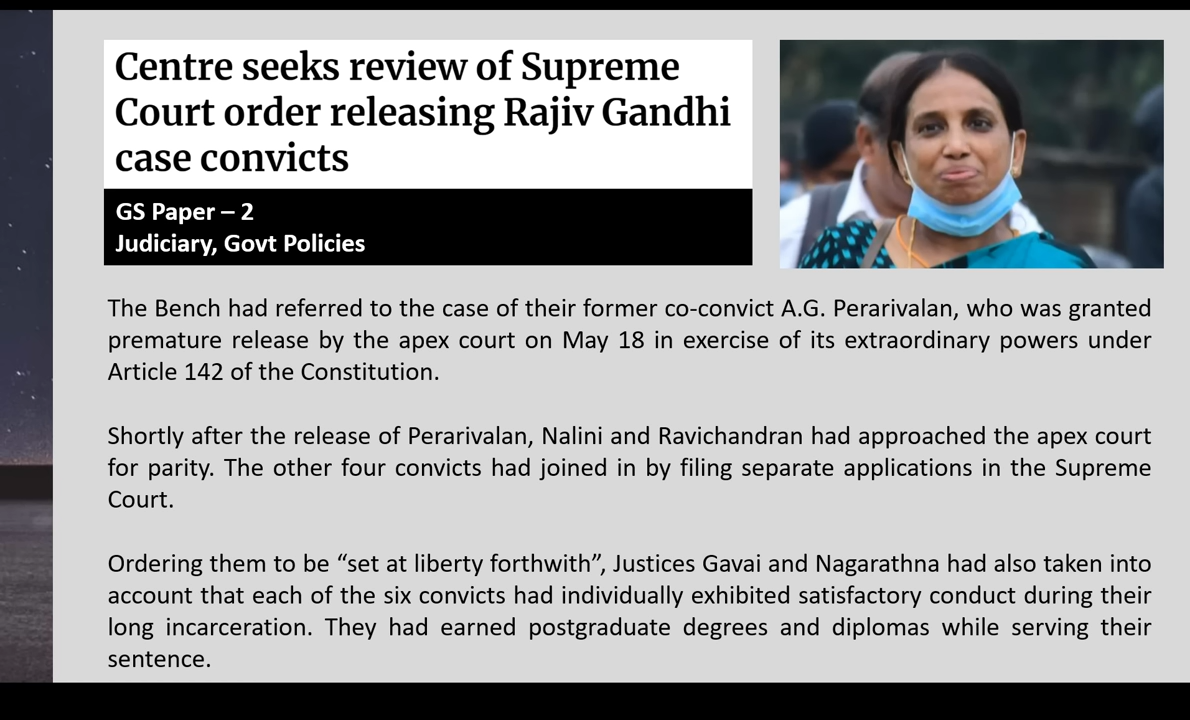 Centre seeks review of Supreme
Court order releasing Rajiv Gandhi
case convicts
GS Paper – 2
Judiciary, Govt Policies
The Bench had referred to the case of their former co-convict A.G. Perarivalan, who was granted
premature release by the apex court on May 18 in exercise of its extraordinary powers under
Article 142 of the Constitution.
Shortly after the release of Perarivalan, Nalini and Ravichandran had approached the apex court
for parity. The other four convicts had joined in by filing separate applications in the Supreme
Court.
Ordering them to be “set at liberty forthwith”, Justices Gavai and Nagarathna had also taken into
account that each of the six convicts had individually exhibited satisfactory conduct during their
long incarceration. They had earned postgraduate degrees and diplomas while serving their
sentence.